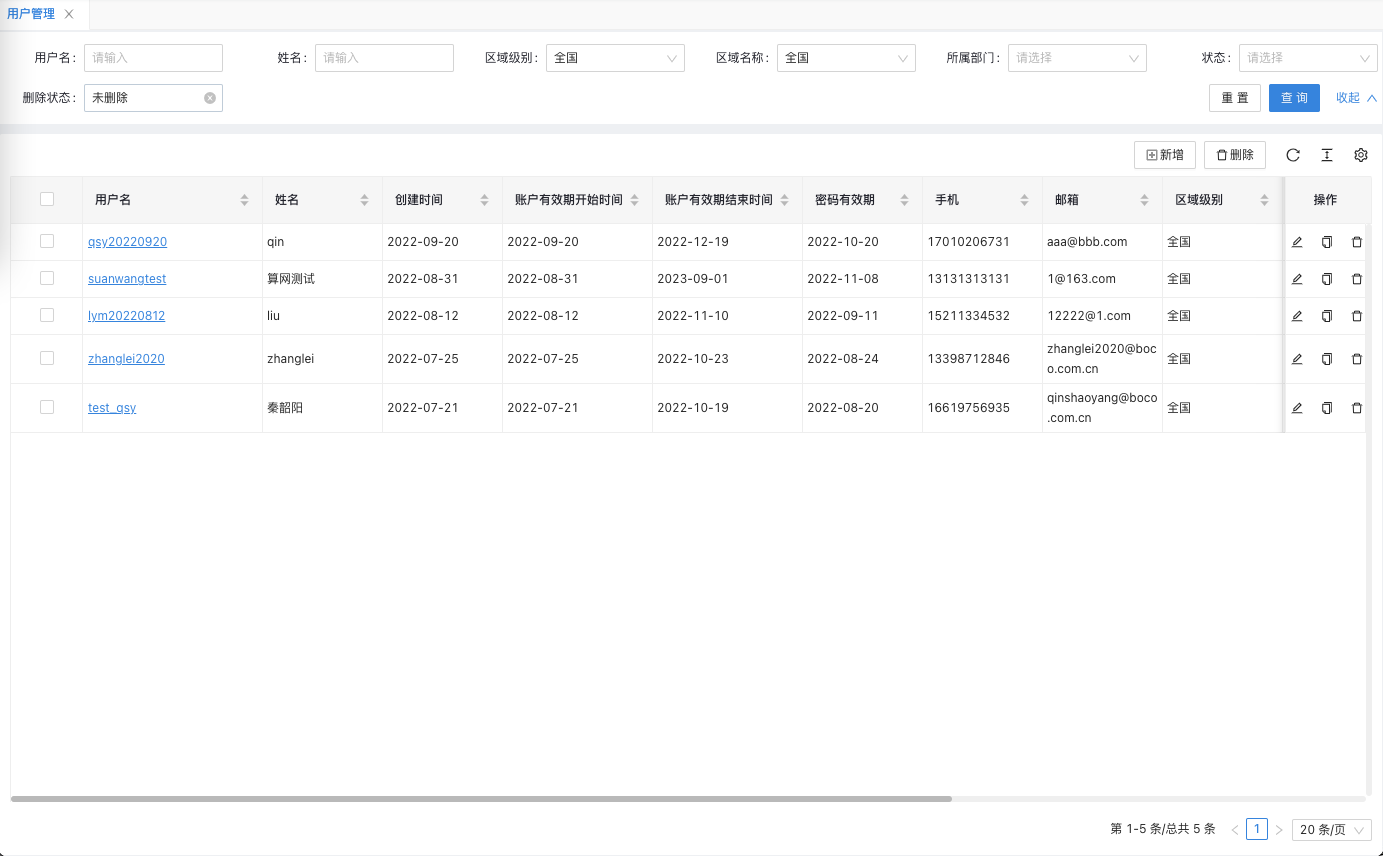 用户管理
用户名: 请输入 姓名: 请输入 区域级别: 全国 区域名称: 全国 所属部门: 请选择 状态: 请选择
删除状态: 未删除 重 置 查 询 收起
新增 删除
用户名 姓名 创建时间 账户有效期开始时间 账户有效期结束时间 密码有效期 手机 邮箱 区域级别 操作
qsy20220920 qin 2022-09-20 2022-09-20 2022-12-19 2022-10-20 17010206731 aaa@bbb.com 全国
suanwangtest 算网测试 2022-08-31 2022-08-31 2023-09-01 2022-11-08 13131313131 1@163.com 全国
lym20220812 liu 2022-08-12 2022-08-12 2022-11-10 2022-09-11 15211334532 12222@1.com 全国
zhanglei2020 zhanglei 2022-07-25 2022-07-25 2022-10-23 2022-08-24 13398712846 zhanglei2020@boc 全国
o.com.cn
test_qsy 秦韶阳 2022-07-21 2022-07-21 2022-10-19 2022-08-20 16619756935 qinshaoyang@boco 全国
.com.cn
第 1-5 条/总共 5 条 1 20 条/页